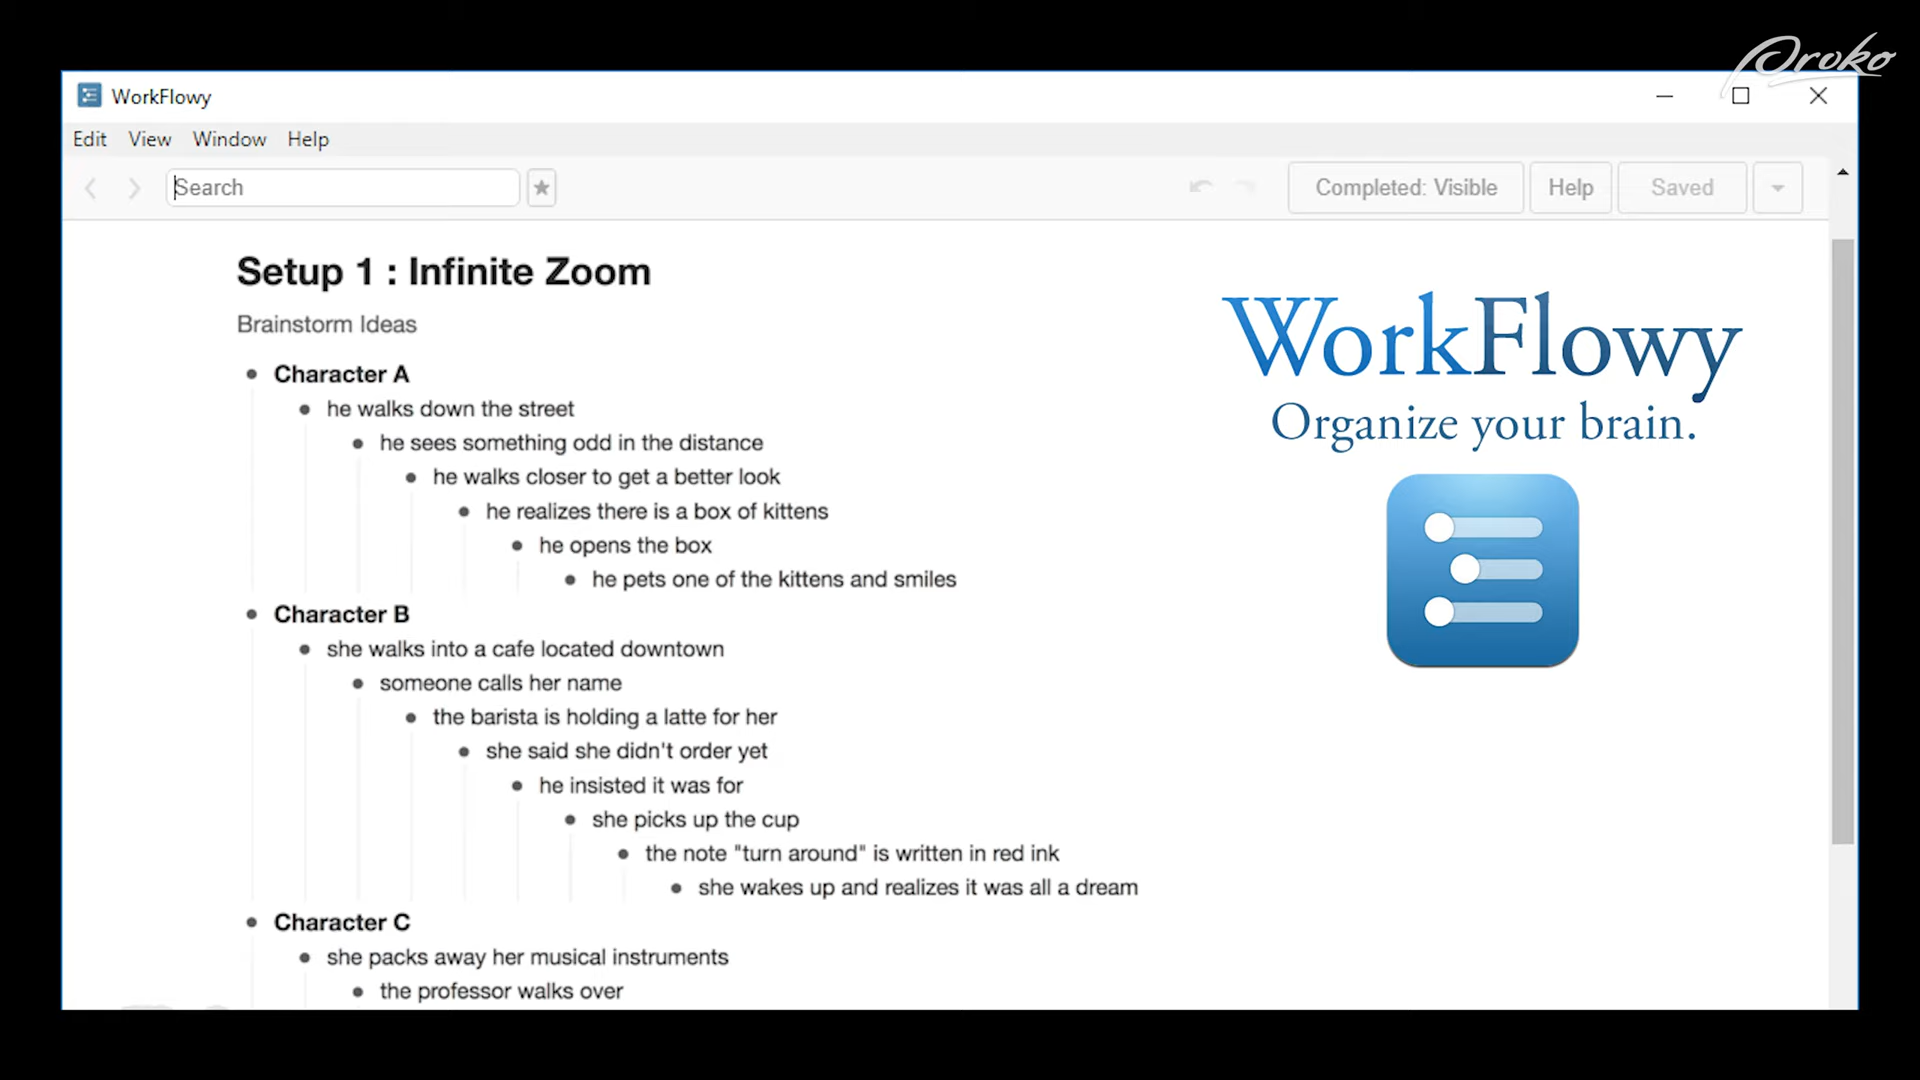 Proko
WorkFlowy
Edit View Window Help
Search
Completed: Visible
Help
Saved
Setup 1 : Infinite Zoom
Brainstorm Ideas
Character A
he walks down the street
he sees something odd in the distance
he walks closer to get a better look
he realizes there is a box of kittens
he opens the box
he pets one of the kittens and smiles
Character B
she walks into a cafe located downtown
someone calls her name
the barista is holding a latte for her
she said she didn't order yet
he insisted it was for
she picks up the cup
the note "turn around" is written in red ink
she wakes up and realizes it was all a dream
Character C
she packs away her musical instruments
the professor walks over
WorkFlowy
Organize your brain.